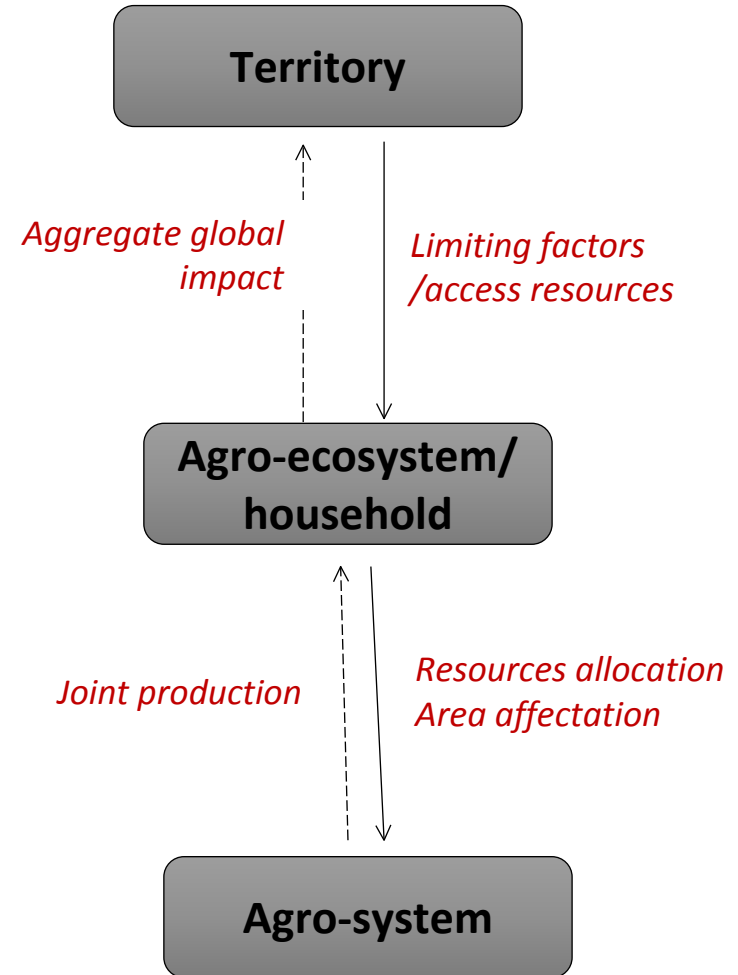 Territory
Aggregate global
impact
Limiting factors
/access resources
Agro-ecosystem/
household
Joint production
Resources allocation
Area affectation
Agro-system